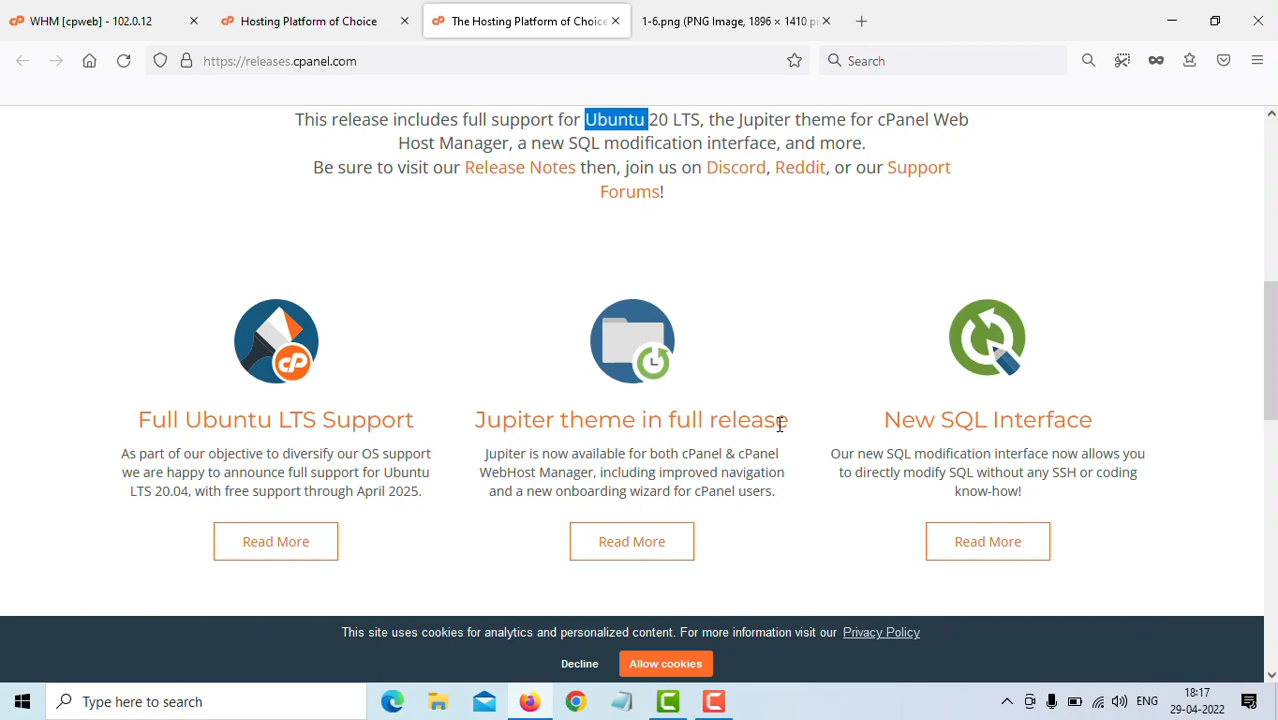 WHM [cpweb] - 102.0.12
Hosting Platform of Choice
The Hosting Platform of Choice
1-6.png (PNG Image, 1896 × 1410 p
https://releases.cpanel.com
Search
This release includes full support for Ubuntu 20 LTS, the Jupiter theme for cPanel Web
Host Manager, a new SQL modification interface, and more.
Be sure to visit our Release Notes then, join us on Discord, Reddit, or our Support
Forums!
cP
Full Ubuntu LTS Support
As part of our objective to diversify our OS support
we are happy to announce full support for Ubuntu
LTS 20.04, with free support through April 2025.
Read More
Jupiter theme in full release
Jupiter is now available for both cPanel & cPanel
WebHost Manager, including improved navigation
and a new onboarding wizard for cPanel users.
Read More
New SQL Interface
Our new SQL modification interface now allows you
to directly modify SQL without any SSH or coding
know-how!
Read More
This site uses cookies for analytics and personalized content. For more information visit our Privacy Policy
Decline
Allow cookies
Type here to search
ENG
18:17
29-04-2022